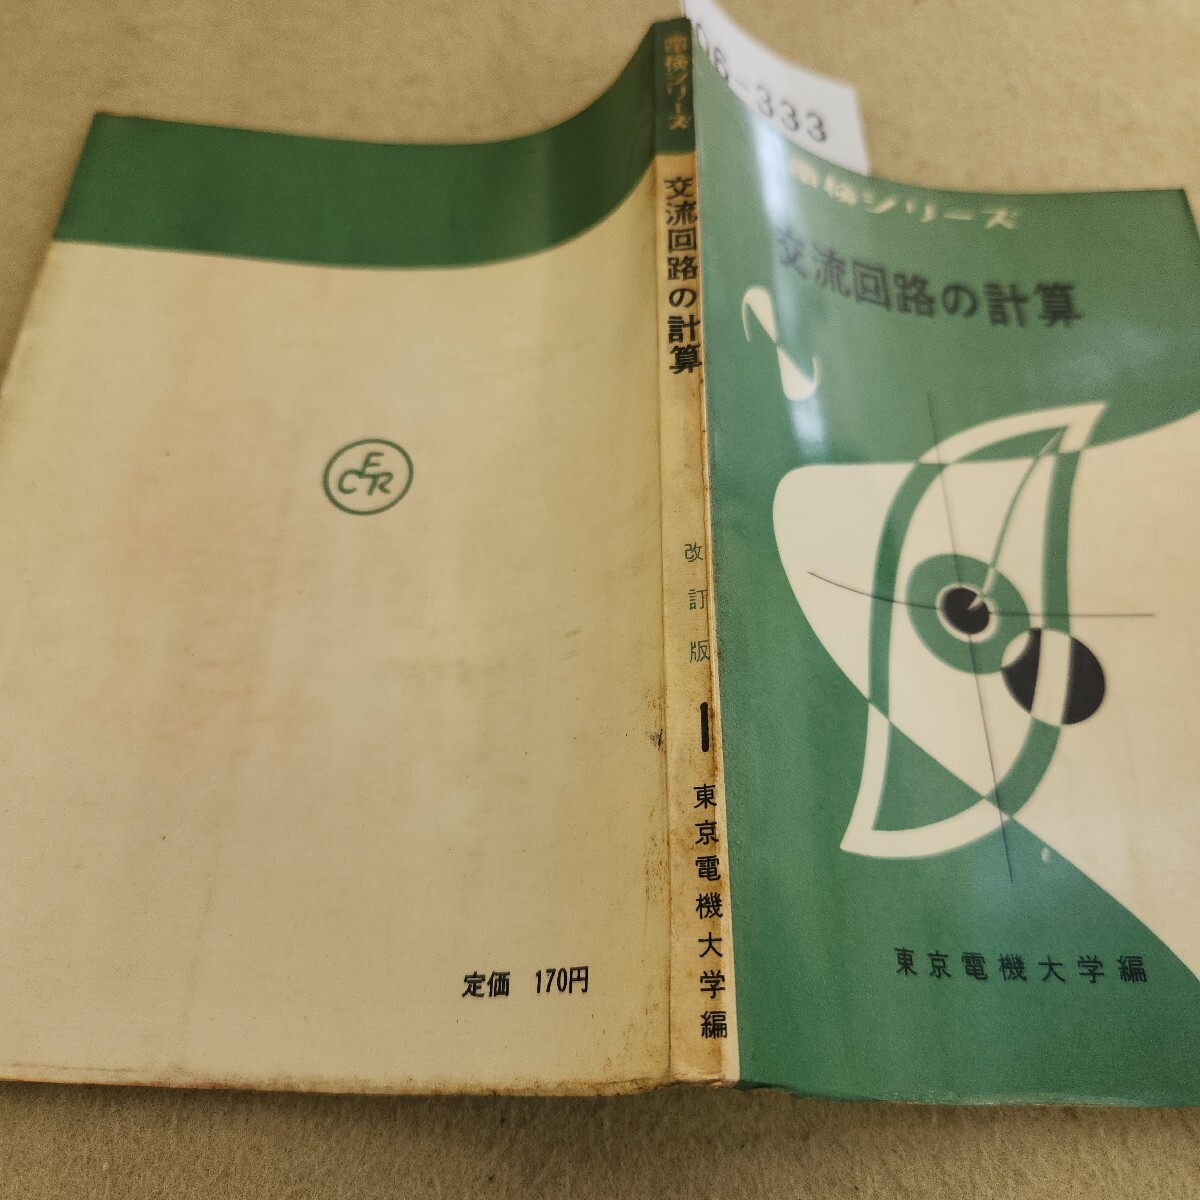 電検シリーズ
交流回路の計算
改訂版
1
東京電機大学編
06-333
電検シリーズ
交流回路の計算
東京電機大学編
ECR
定価 170円